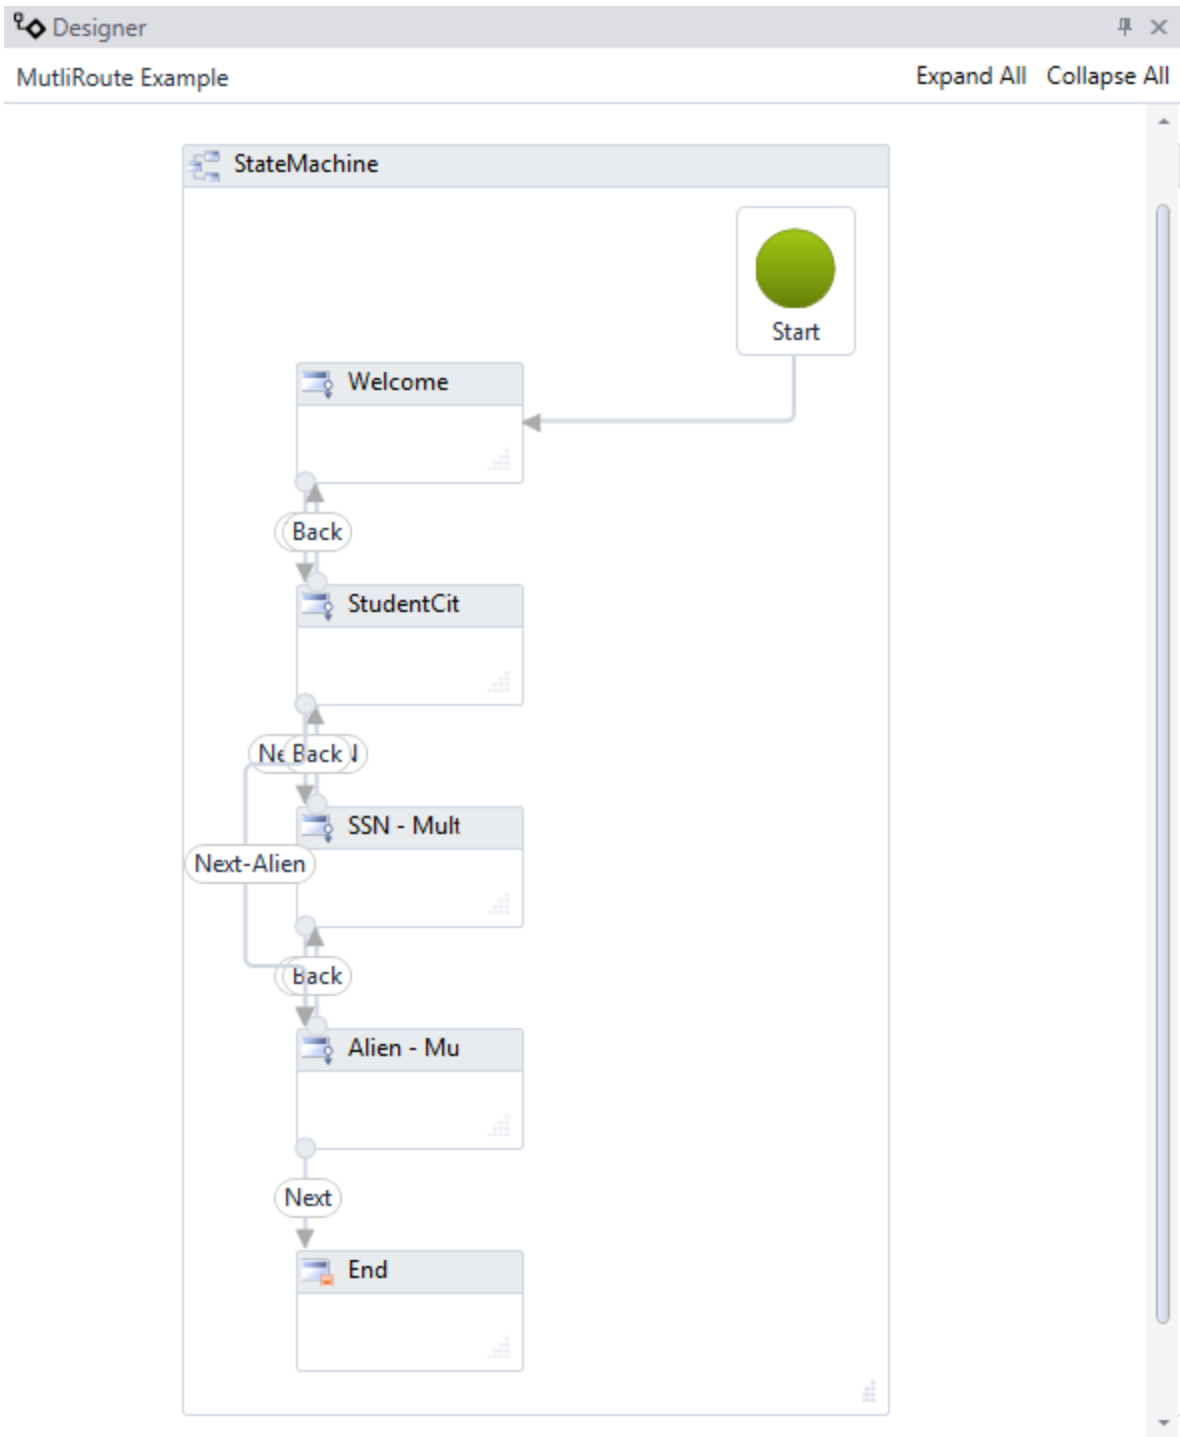 Designer
MutliRoute Example
Expand All Collapse All
StateMachine
Start
Welcome
Back
StudentCit
Back
SSN - Mult
Next-Alien
Back
Alien - Mu
Next
End